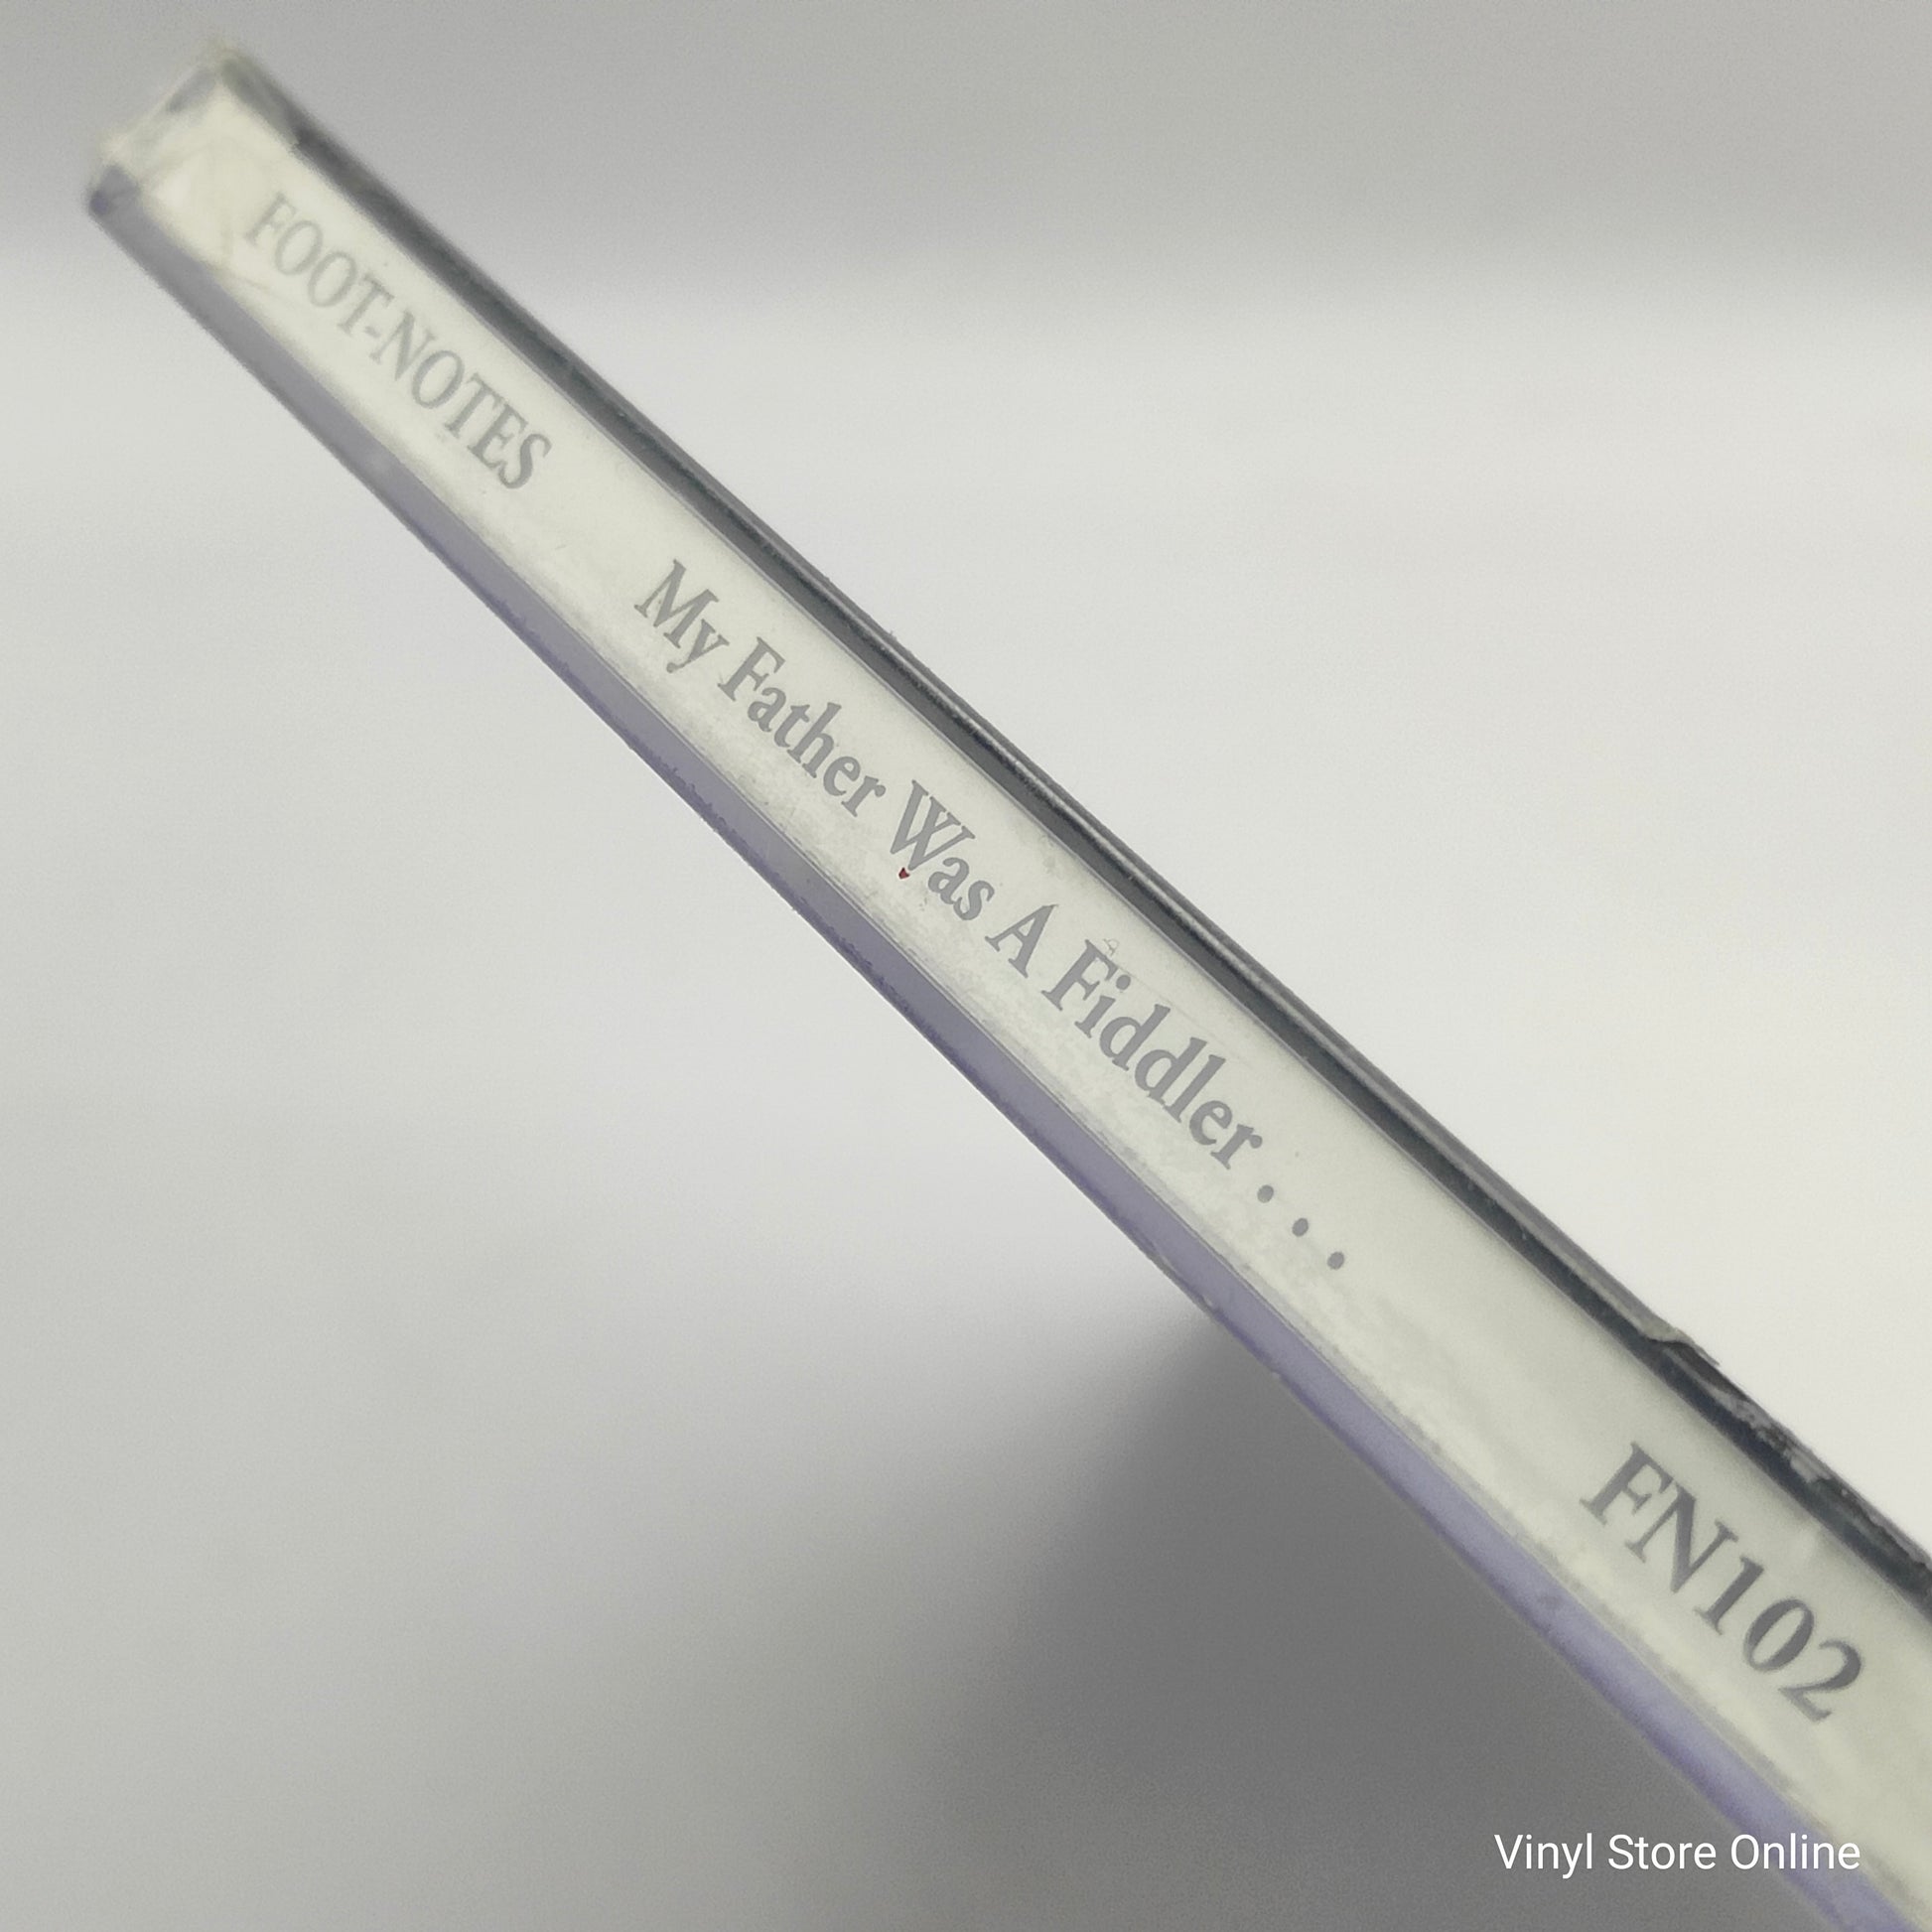 FOOT-NOTES My Father Was A Fiddler . . . FN102
Vinyl Store Online